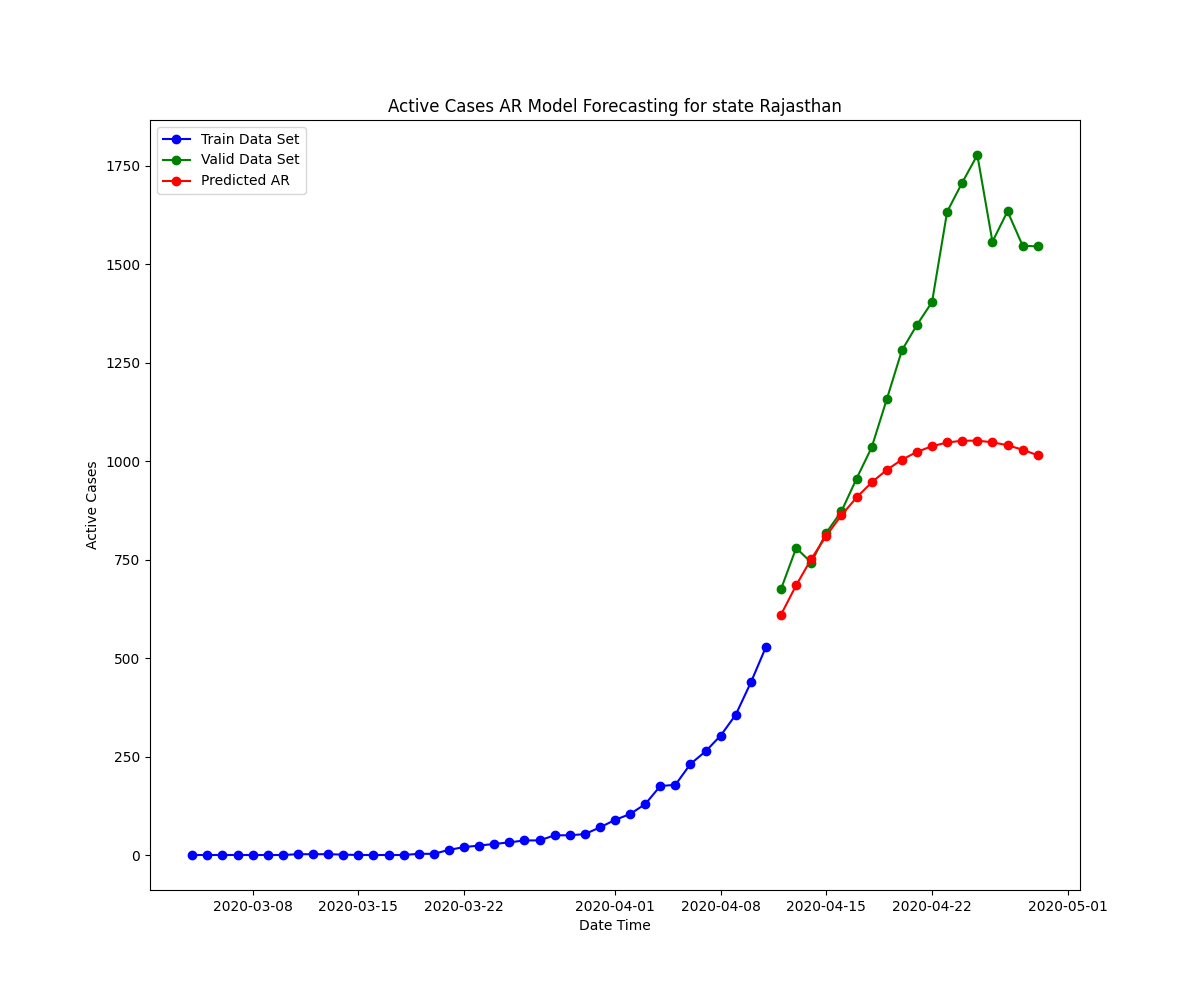 Active Cases AR Model Forecasting for state Rajasthan
Train Data Set
Valid Data Set
Predicted AR
1750
1500
1250
1000
750
500
250
0
Active Cases
2020-03-08 2020-03-15 2020-03-22 2020-04-01 2020-04-08 2020-04-15 2020-04-22 2020-05-01
Date Time